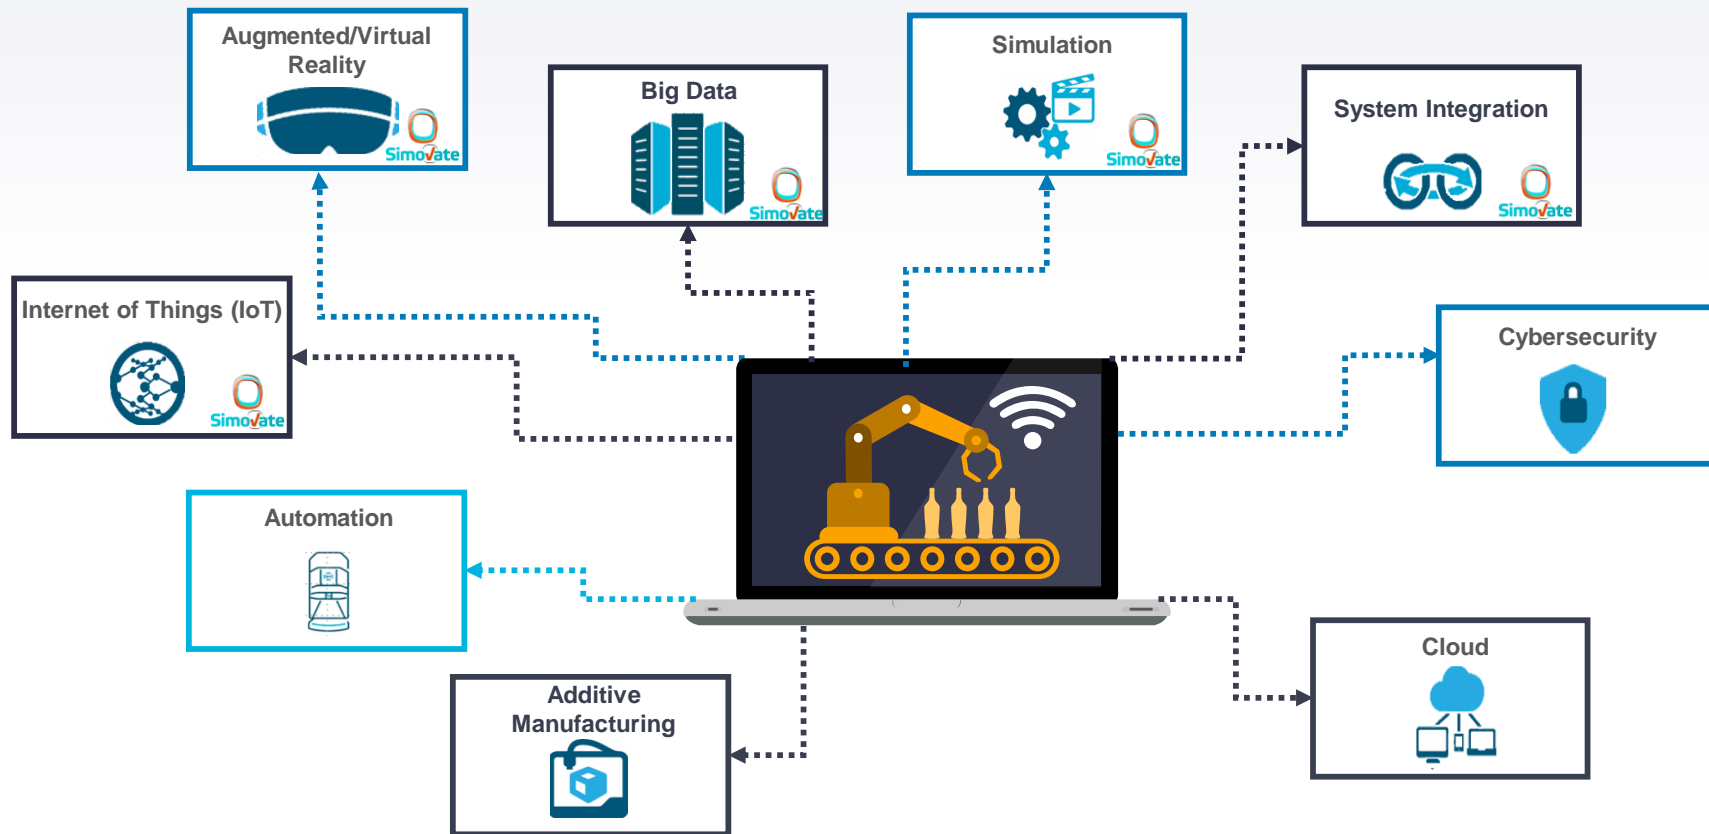 Augmented/Virtual
Reality
Simovate
Big Data
Simovate
Simulation
Simovate
System Integration
Simovate
Internet of Things (IoT)
Simovate
Cybersecurity
Automation
Cloud
Additive
Manufacturing